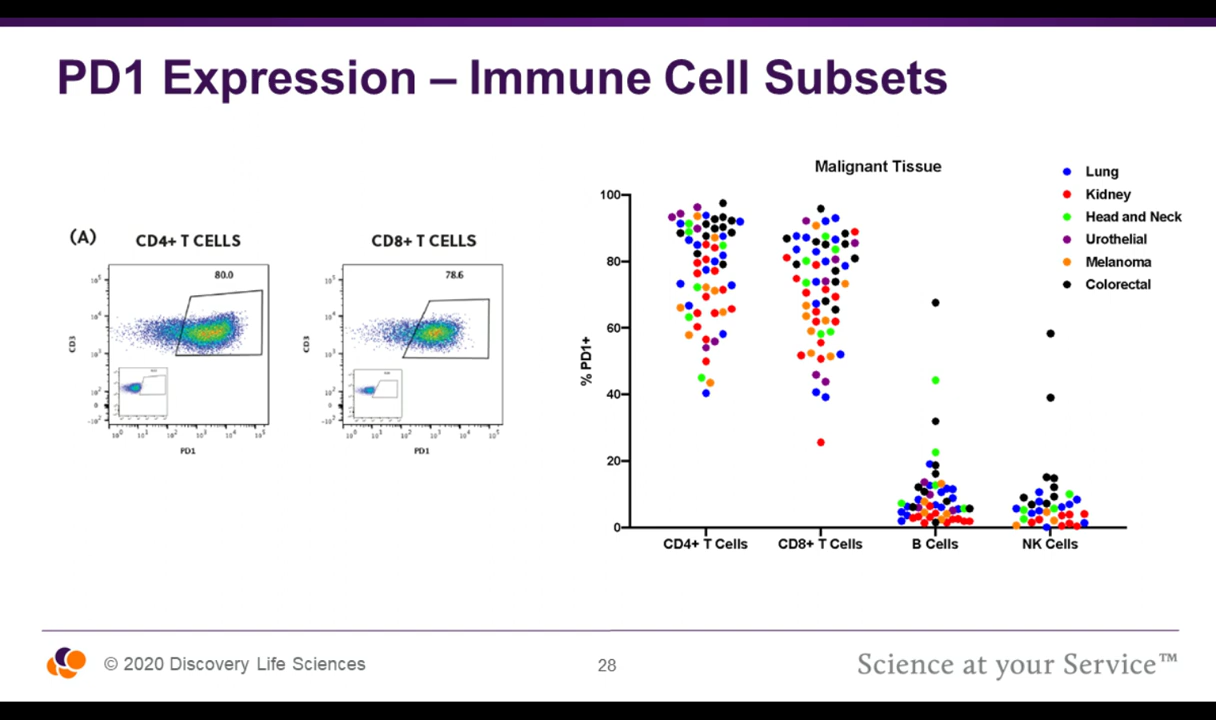 PD1 Expression – Immune Cell Subsets
(A)
CD4+ T CELLS
CD8+ T CELLS
80.0
78.6
CD3
CD3
PD1
PD1
Malignant Tissue
Lung
Kidney
Head and Neck
Urothelial
Melanoma
Colorectal
% PD1+
100
80
60
40
20
0
CD4+ T Cells
CD8+ T Cells
B Cells
NK Cells
© 2020 Discovery Life Sciences
28
Science at your Service™